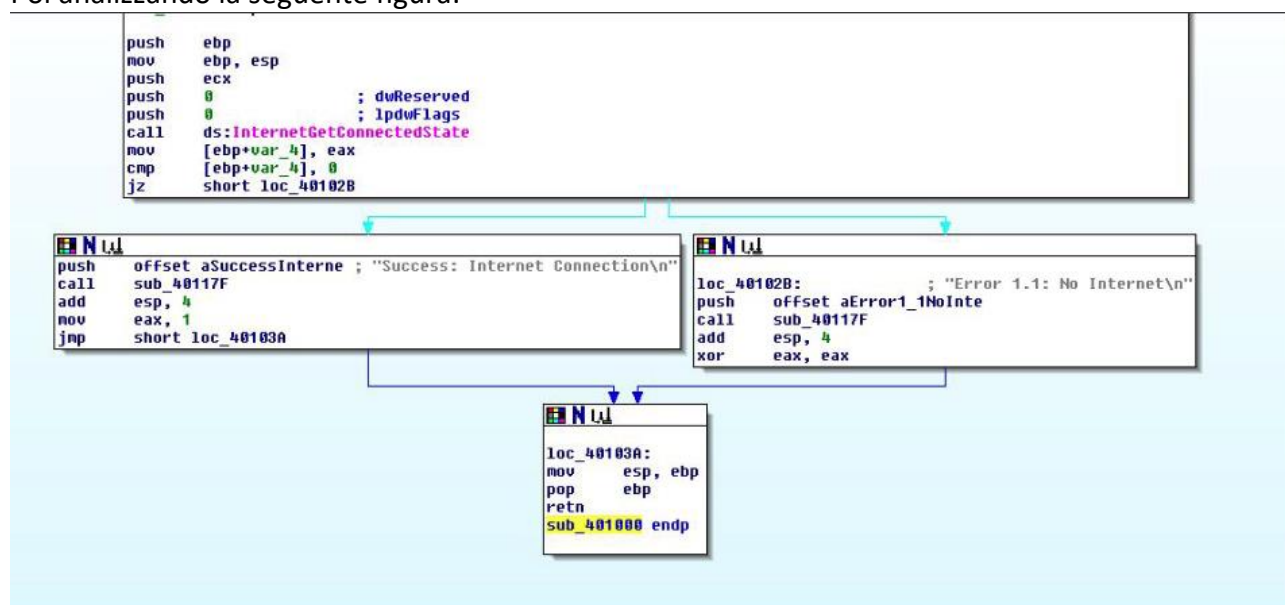 Poi analizzando la seguente figura:
push ebp
mov ebp, esp
push ecx
push 0 ; dwReserved
push 0 ; lpdwFlags
call ds:InternetGetConnectedState
mov [ebp+var_4], eax
cmp [ebp+var_4], 0
jz short loc_40102B
push offset aSuccessInterne ; "Success: Internet Connection\n"
call sub_40117F
add esp, 4
mov eax, 1
jmp short loc_40103A
loc_40102B: ; "Error 1.1: No Internet\n"
push offset aError1_1NoInte
call sub_40117F
add esp, 4
xor eax, eax
loc_40103A:
mov esp, ebp
pop ebp
retn
sub_401000 endp